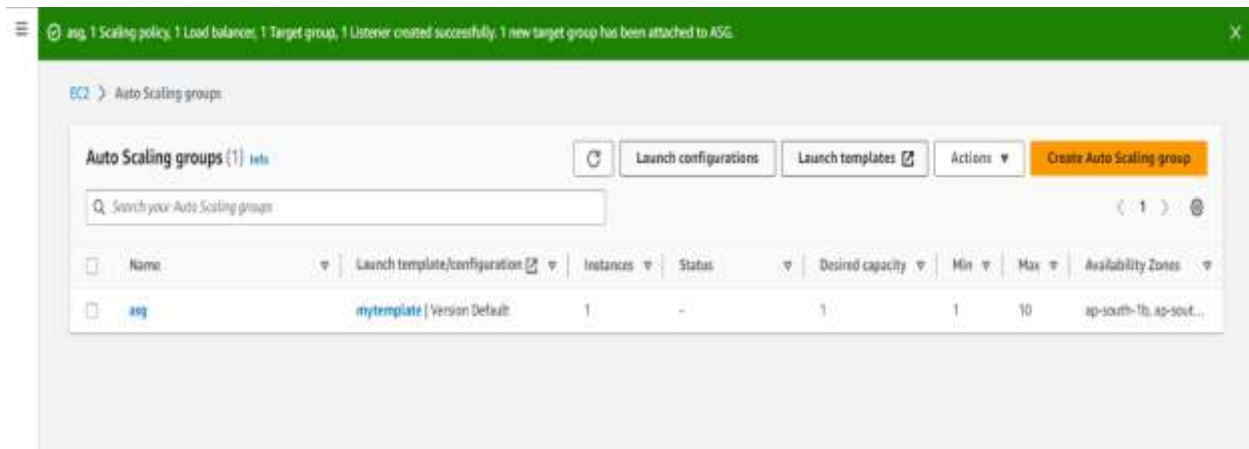 asg, 1 Scaling policy, 1 Load balancer, 1 Target group, 1 Listener created successfully. 1 new target group has been attached to ASG.
EC2 > Auto Scaling groups
Auto Scaling groups (1) Info
Launch configurations
Launch templates
Actions
Create Auto Scaling group
Search your Auto Scaling groups
1
Name Launch template/configuration Instances Status Desired capacity Min Max Availability Zones
asg mytemplate | Version Default 1 - 1 1 10 ap-south-1b, ap-sout...